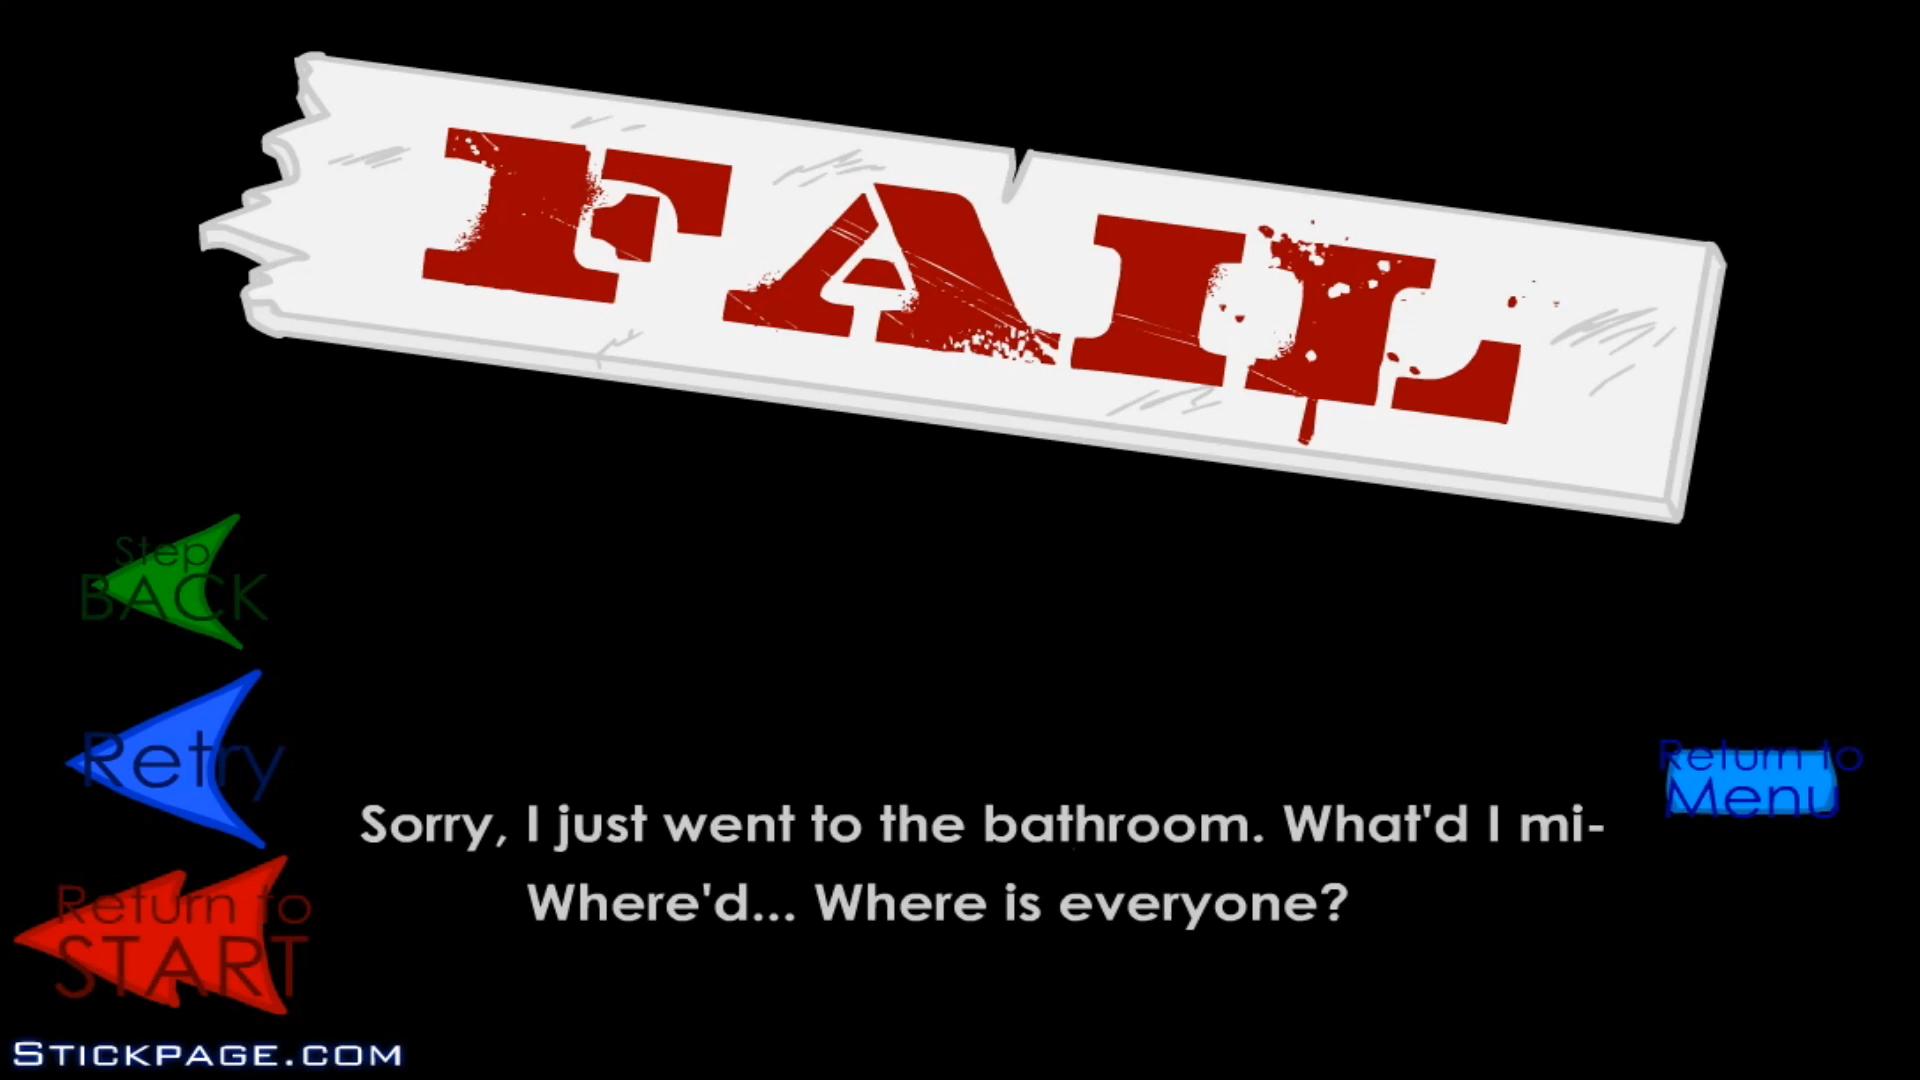 FAIL
Step
BACK
Retry
Return to
START
Sorry, I just went to the bathroom. What'd I mi-
Where'd... Where is everyone?
Return to
Menu
STICKPAGE.COM